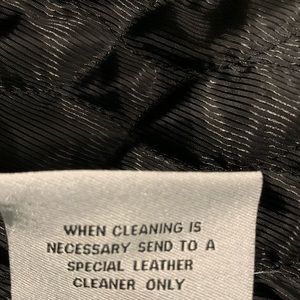 WHEN CLEANING IS
NECESSARY SEND TO A
SPECIAL LEATHER
CLEANER ONLY